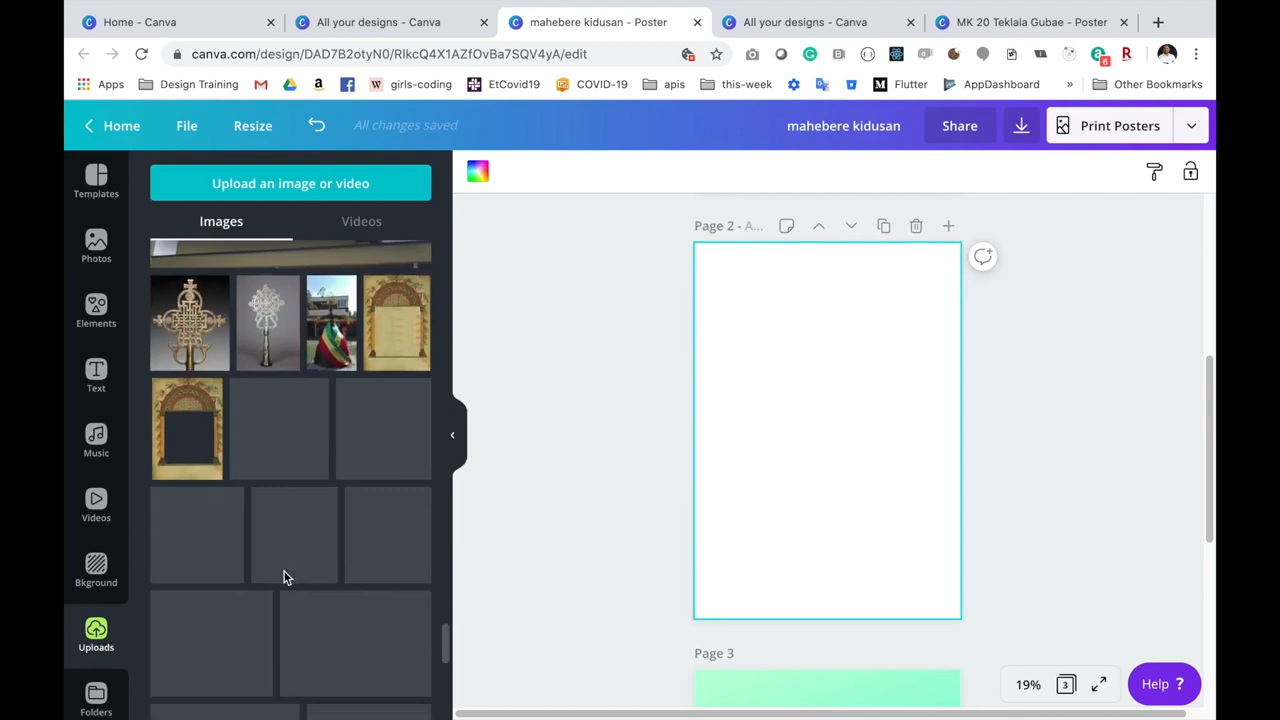 Home - Canva
All your designs - Canva
mahebere kidusan - Poster
All your designs - Canva
MK 20 Teklala Gubae - Poster
canva.com/design/DAD7B2otyN0/RlkcQ4X1AZfOvBa7SQV4yA/edit
6
Apps
Design Training
girls-coding
EtCovid19
COVID-19
apis
this-week
Flutter
AppDashboard
»
Other Bookmarks
Home
File
Resize
All changes saved
mahebere kidusan
Share
Print Posters
Templates
Photos
Elements
Text
Music
Videos
Bkground
Uploads
Folders
Upload an image or video
Images
Videos
Page 2 - A...
Page 3
19%
3
Help ?